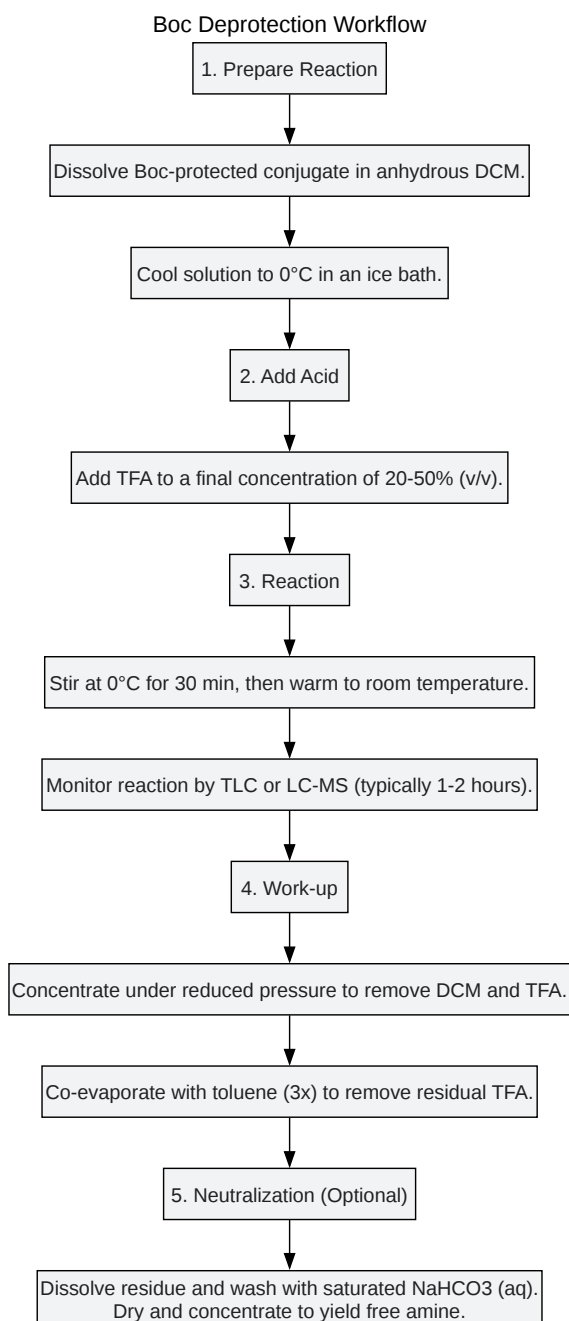 Boc Deprotection Workflow
1. Prepare Reaction
Dissolve Boc-protected conjugate in anhydrous DCM.
Cool solution to 0°C in an ice bath.
2. Add Acid
Add TFA to a final concentration of 20-50% (v/v).
3. Reaction
Stir at 0°C for 30 min, then warm to room temperature.
Monitor reaction by TLC or LC-MS (typically 1-2 hours).
4. Work-up
Concentrate under reduced pressure to remove DCM and TFA.
Co-evaporate with toluene (3x) to remove residual TFA.
5. Neutralization (Optional)
Dissolve residue and wash with saturated NaHCO3 (aq).
Dry and concentrate to yield free amine.